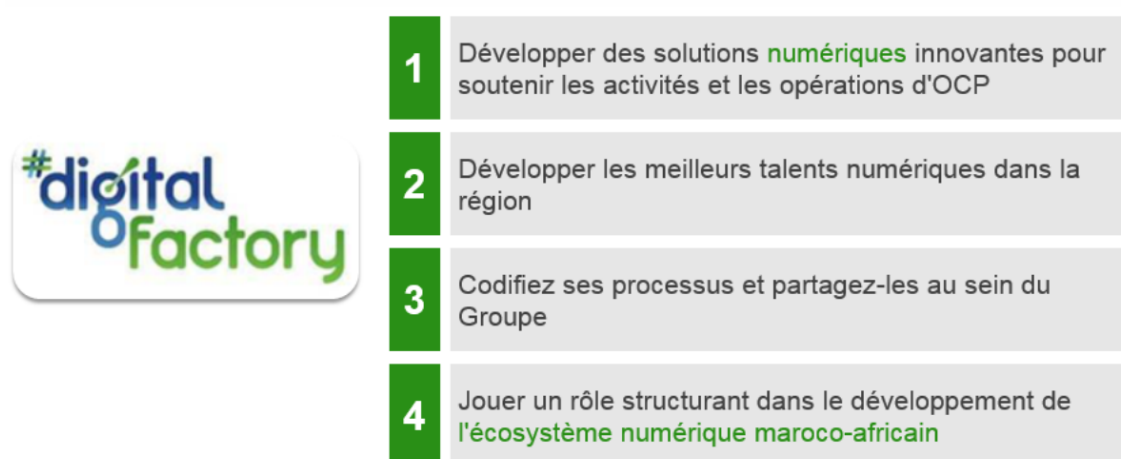 #digital
factory
1
Développer des solutions numériques innovantes pour
soutenir les activités et les opérations d'OCP
2
Développer les meilleurs talents numériques dans la
région
3
Codifiez ses processus et partagez-les au sein du
Groupe
4
Jouer un rôle structurant dans le développement de
l'écosystème numérique maroco-africain